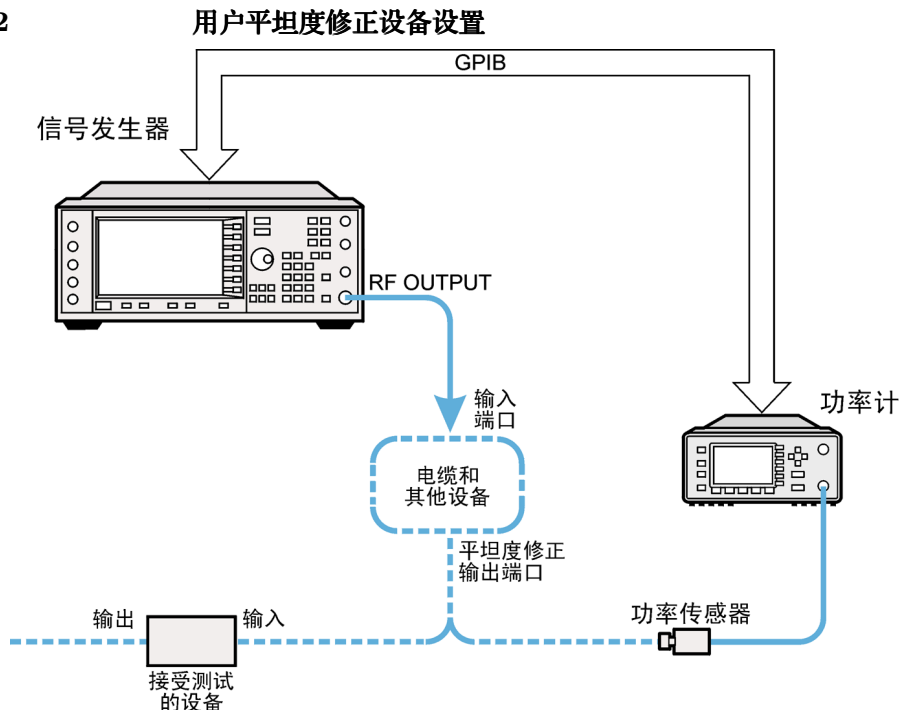 2 用户平坦度修正设备设置
GPIB
信号发生器
RF OUTPUT
输入
端口
功率计
电缆和
其他设备
平坦度修正
输出端口
输出
输入
功率传感器
接受测试
的设备